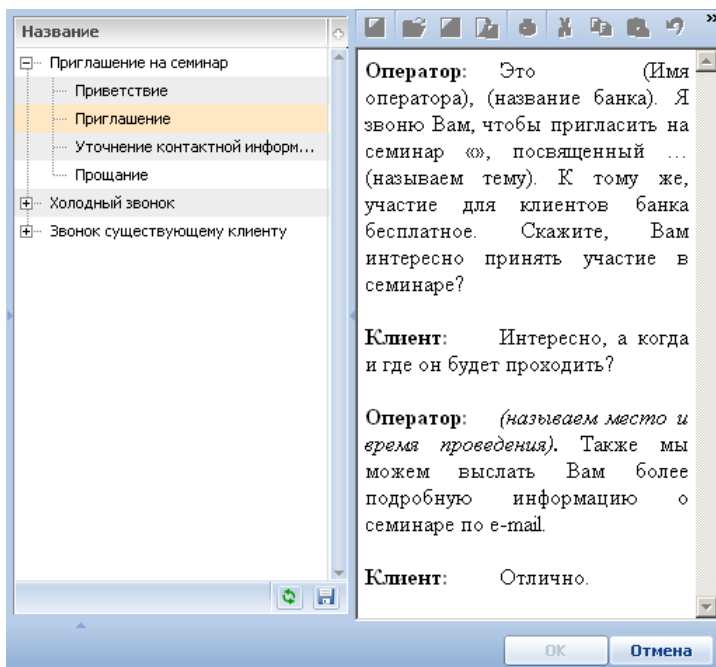 Название
Приглашение на семинар
Приветствие
Приглашение
Уточнение контактной информ...
Прощание
Холодный звонок
Звонок существующему клиенту
»
Оператор: Это (Имя
оператора), (название банка). Я
звоню Вам, чтобы пригласить на
семинар «», посвященный ...
(называем тему). К тому же,
участие для клиентов банка
бесплатное. Скажите, Вам
интересно принять участие в
семинаре?
Клиент: Интересно, а когда
и где он будет проходить?
Оператор: (называем место и
время проведения). Также мы
можем выслать Вам более
подробную информацию о
семинаре по e-mail.
Клиент: Отлично.
OK Отмена